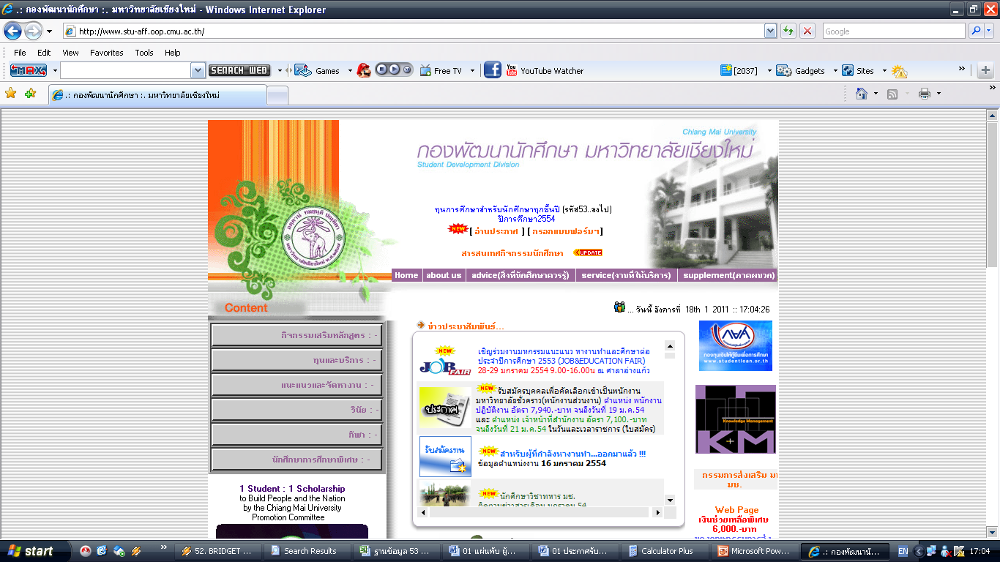 .: กองพัฒนานักศึกษา :. มหาวิทยาลัยเชียงใหม่ - Windows Internet Explorer
http://www.stu-aff.oop.cmu.ac.th/
Google
File Edit View Favorites Tools Help
MAX SEARCH WEB Games Free TV YouTube Watcher [2037] Gadgets Sites
.: กองพัฒนานักศึกษา :. มหาวิทยาลัยเชียงใหม่
Chiang Mai University
กองพัฒนานักศึกษา มหาวิทยาลัยเชียงใหม่
Student Development Division
ทุนการศึกษาสำหรับนักศึกษาทุกชั้นปี (รหัส53..ลงไป)
ปีการศึกษา2554
NEW [ อ่านประกาศ ] [ กรอกแบบฟอร์มฯ]
สารสนเทศกิจกรรมนักศึกษา UPDATE
Home about us advice(สิ่งที่นักศึกษาควรรู้) service(งานที่ให้บริการ) supplement(ภาคผนวก)
Content
... วันนี้ อังคารที่ 18th 1 2011 :: 17:04:26
กิจกรรมเสริมหลักสูตร : -
ทุนและบริการ : -
แนะแนวและจัดหางาน : -
วินัย : -
กีฬา : -
นักศึกษาการศึกษาพิเศษ : -
1 Student : 1 Scholarship
to Build People and the Nation
by the Chiang Mai University
Promotion Committee
ข่าวประชาสัมพันธ์...
NEW
JOB FAIR
เชิญร่วมงานมหกรรมแนะแนว หางานทำและศึกษาต่อ
ประจำปีการศึกษา 2553 (JOB&EDUCATION FAIR)
28-29 มกราคม 2554 9.00-16.00น ณ ศาลาอ่างแก้ว
ประกาศ
NEW รับสมัครบุคคลเพื่อคัดเลือกเข้าเป็นพนักงาน
มหาวิทยาลัยชั่วคราว(พนักงานส่วนงาน) ตำแหน่ง พนักงาน
ปฏิบัติงาน อัตรา 7,940.-บาท จนถึงวันที่ 19 ม.ค.54
และ ตำแหน่ง เจ้าหน้าที่สำนักงาน อัตรา 7,100.-บาท
จนถึงวันที่ 21 ม.ค.54 ในวันและเวลาราชการ (ใบสมัคร)
รับสมัครงาน
NEW สำหรับผู้ที่กำลังหางานทำ...ออกมาแล้ว !!!
ข้อมูลตำแหน่งงาน 16 มกราคม 2554
NEW นักศึกษาวิชาทหาร มช.
ติดตามข่าวสารเดือน มกราคม 54
กยศ
กองทุนเงินให้กู้ยืมเพื่อการศึกษา
www.studentloan.or.th
Knowledge Management
K+M
กรรมการส่งเสริม
มช.
Web Page
เงินช่วยเหลือพิเศษ
6,000.-บาท
start 52. BRIDGET ... Search Results ฐานข้อมูล 53 ... 01 แผ่นพับ ผู้... 01 ประกาศรับ... Calculator Plus Microsoft Pow... .: กองพัฒนานั... EN 17:04